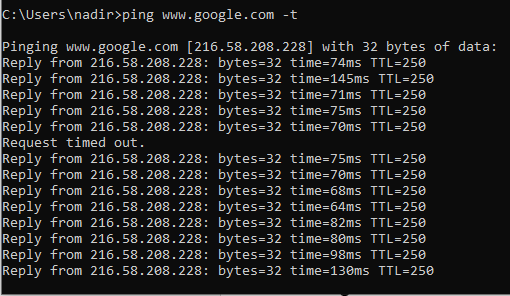 C:\Users\nadir>ping www.google.com -t
Pinging www.google.com [216.58.208.228] with 32 bytes of data:
Reply from 216.58.208.228: bytes=32 time=74ms TTL=250
Reply from 216.58.208.228: bytes=32 time=145ms TTL=250
Reply from 216.58.208.228: bytes=32 time=71ms TTL=250
Reply from 216.58.208.228: bytes=32 time=75ms TTL=250
Reply from 216.58.208.228: bytes=32 time=70ms TTL=250
Request timed out.
Reply from 216.58.208.228: bytes=32 time=75ms TTL=250
Reply from 216.58.208.228: bytes=32 time=70ms TTL=250
Reply from 216.58.208.228: bytes=32 time=68ms TTL=250
Reply from 216.58.208.228: bytes=32 time=64ms TTL=250
Reply from 216.58.208.228: bytes=32 time=82ms TTL=250
Reply from 216.58.208.228: bytes=32 time=80ms TTL=250
Reply from 216.58.208.228: bytes=32 time=98ms TTL=250
Reply from 216.58.208.228: bytes=32 time=130ms TTL=250